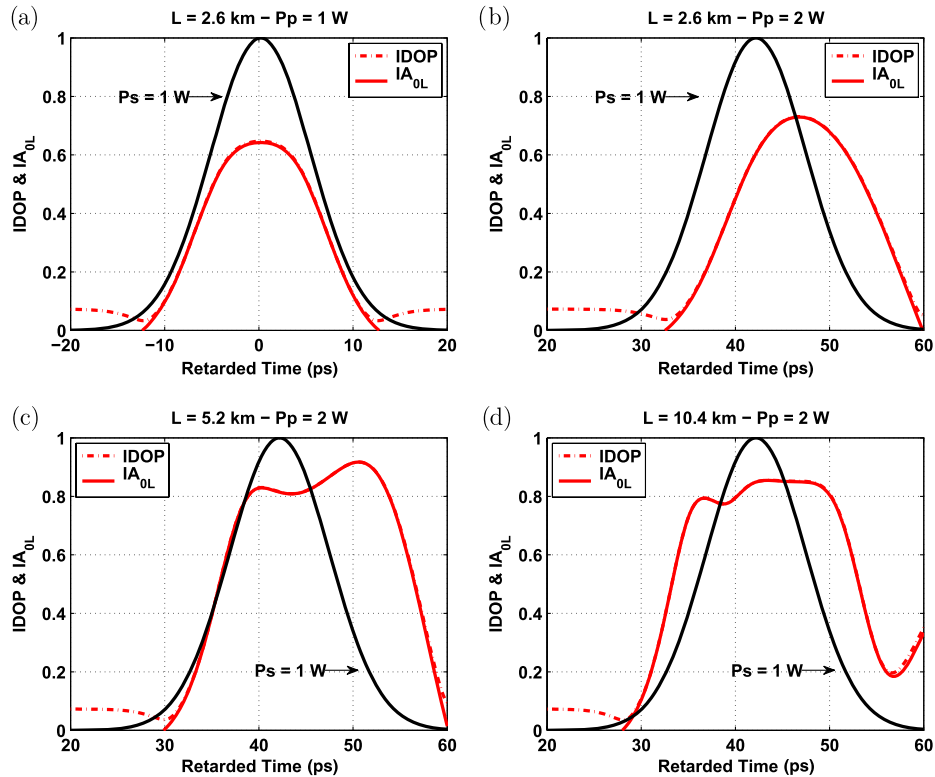 (a)
L = 2.6 km − Pp = 1 W
IDOP & IA0L
1
0.8
0.6
0.4
0.2
0
IDOP
IA0L
Ps = 1 W
−20
−10
0
10
20
Retarded Time (ps)
(b)
L = 2.6 km − Pp = 2 W
IDOP & IA0L
1
0.8
0.6
0.4
0.2
0
IDOP
IA0L
Ps = 1 W
20
30
40
50
60
Retarded Time (ps)
(c)
L = 5.2 km − Pp = 2 W
IDOP & IA0L
1
0.8
0.6
0.4
0.2
0
IDOP
IA0L
Ps = 1 W
20
30
40
50
60
Retarded Time (ps)
(d)
L = 10.4 km − Pp = 2 W
IDOP & IA0L
1
0.8
0.6
0.4
0.2
0
IDOP
IA0L
Ps = 1 W
20
30
40
50
60
Retarded Time (ps)